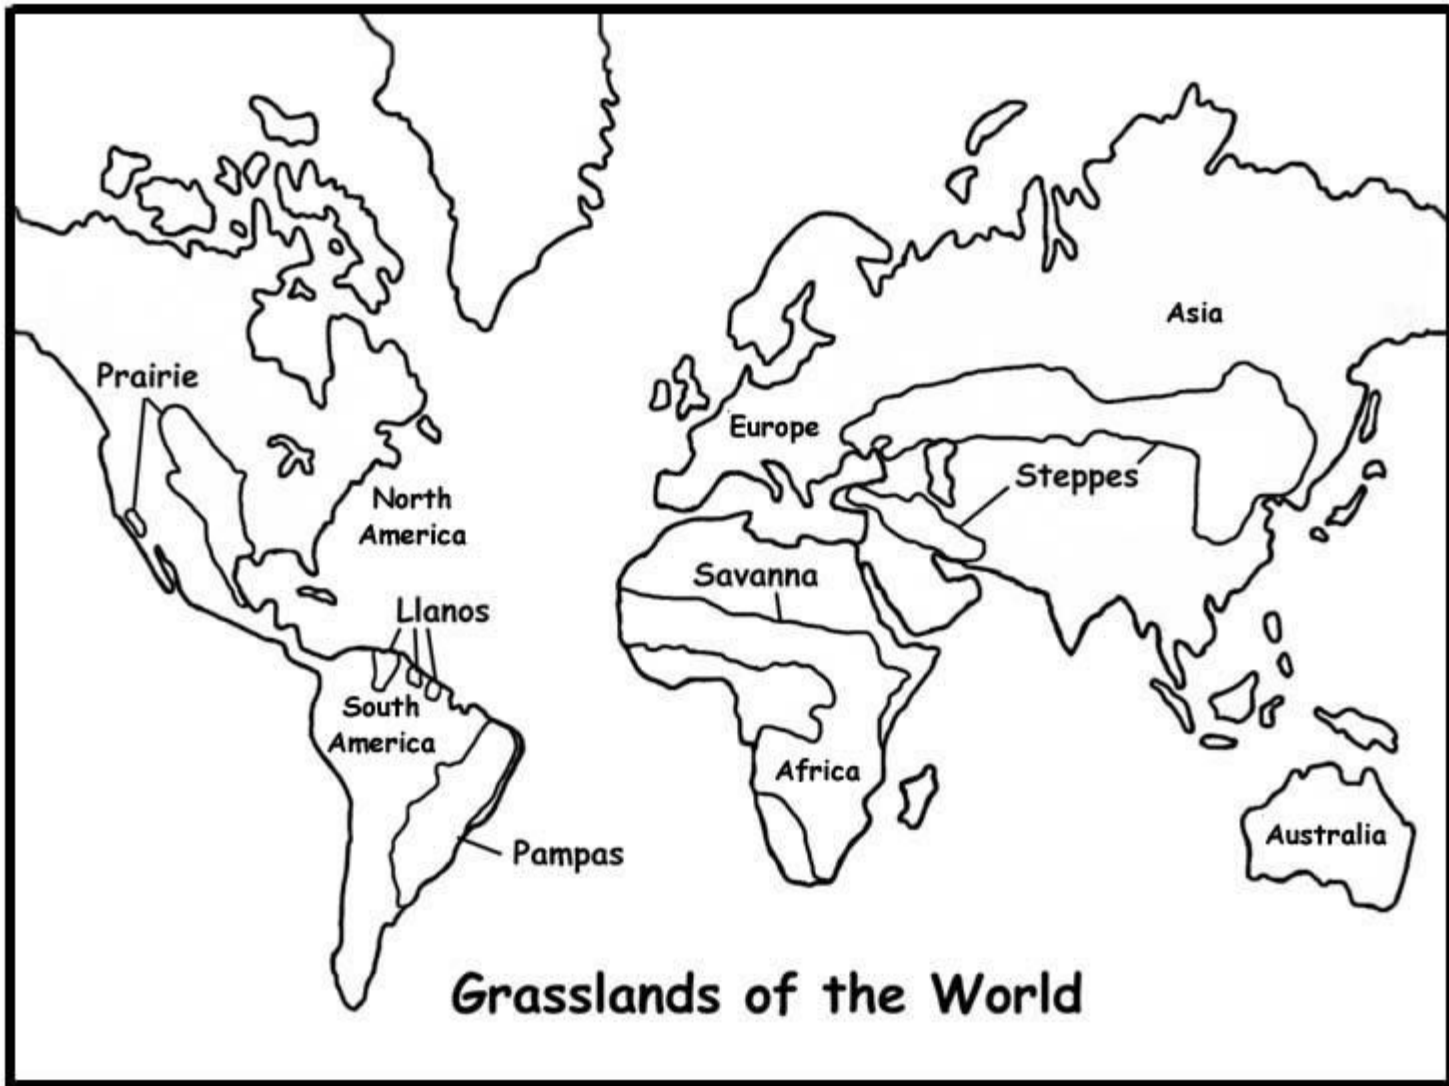 Asia
Prairie
Europe
Steppes
North
America
Savanna
Llanos
South
America
Africa
Australia
Pampas
Grasslands of the World